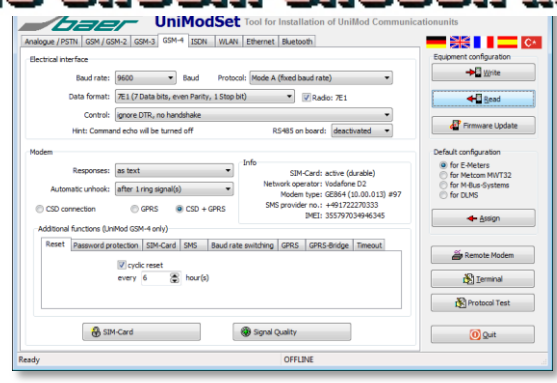 baer UniModSet Tool for Installation of UniMod Communicationunits
Analogue / PSTN GSM / GSM-2 GSM-3 GSM-4 ISDN WLAN Ethernet Bluetooth
Electrical interface
Baud rate: 9600 Baud Protocol: Mode A (fixed baud rate)
Data format: 7E1 (7 Data bits, even Parity, 1 Stop bit) Radio: 7E1
Control: ignore DTR, no handshake
Hint: Command echo will be turned off RS485 on board: deactivated
Modem
Responses: as text
Automatic unhook: after 1 ring signal(s)
CSD connection GPRS CSD + GPRS
Info
SIM-Card: active (durable)
Network operator: Vodafone D2
Modem type: GE864 (10.00.013) #97
SMS provider no.: +491722270333
IMEI: 355797034946345
Additional functions (UniMod GSM-4 only)
Reset Password protection SIM-Card SMS Baud rate switching GPRS GPRS-Bridge Timeout
cyclic reset
every 6 hour(s)
SIM-Card Signal Quality
Equipment configuration
Write
Read
Firmware Update
Default configuration
for E-Meters
for Metcom MWT32
for M-Bus-Systems
for DLMS
Assign
Remote Modem
Terminal
Protocol Test
Quit
Ready OFFLINE